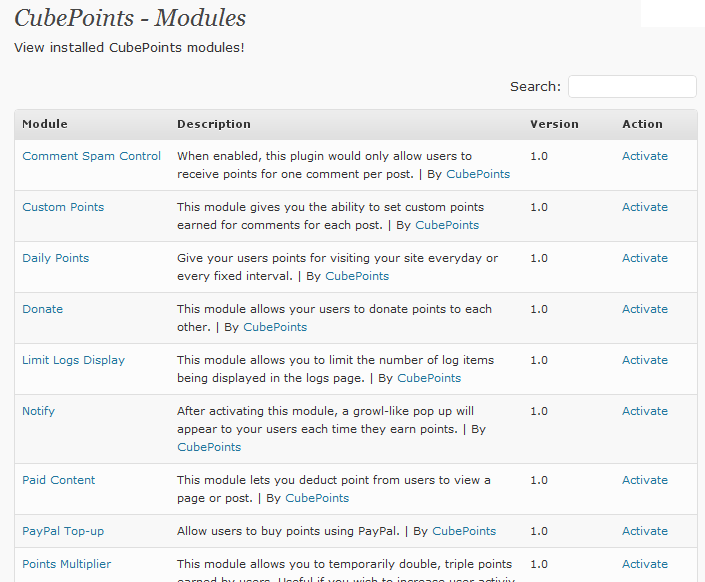 CubePoints - Modules
View installed CubePoints modules!
Search:
Module Description Version Action
Comment Spam Control When enabled, this plugin would only allow users to 1.0 Activate
receive points for one comment per post. | By CubePoints
Custom Points This module gives you the ability to set custom points 1.0 Activate
earned for comments for each post. | By CubePoints
Daily Points Give your users points for visiting your site everyday or 1.0 Activate
every fixed interval. | By CubePoints
Donate This module allows your users to donate points to each 1.0 Activate
other. | By CubePoints
Limit Logs Display This module allows you to limit the number of log items 1.0 Activate
being displayed in the logs page. | By CubePoints
Notify After activating this module, a growl-like pop up will 1.0 Activate
appear to your users each time they earn points. | By
CubePoints
Paid Content This module lets you deduct point from users to view a 1.0 Activate
page or post. | By CubePoints
PayPal Top-up Allow users to buy points using PayPal. | By CubePoints 1.0 Activate
Points Multiplier This module allows you to temporarily double, triple points 1.0 Activate
earned by users. Useful if you wish to increase user